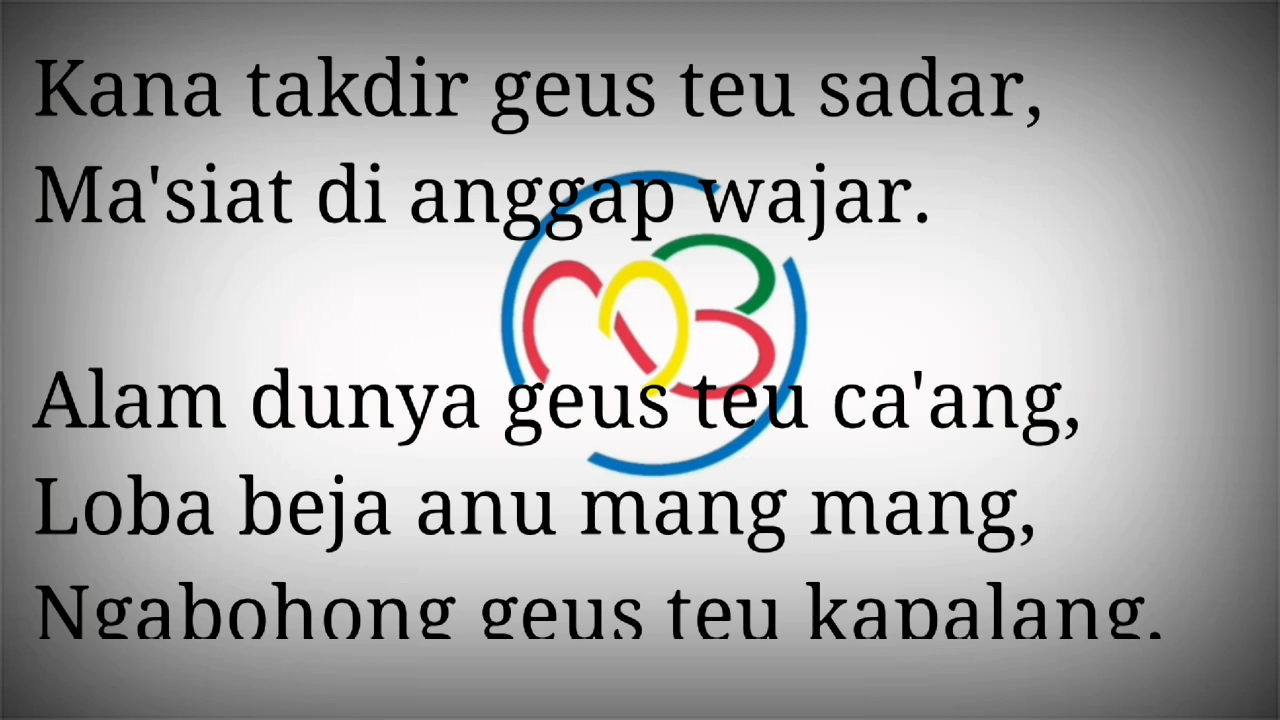 Kana takdir geus teu sadar,
Ma'siat di anggap wajar.
Alam dunya geus teu ca'ang,
Loba beja anu mang mang,
Ngabohong geus teu kapalang,